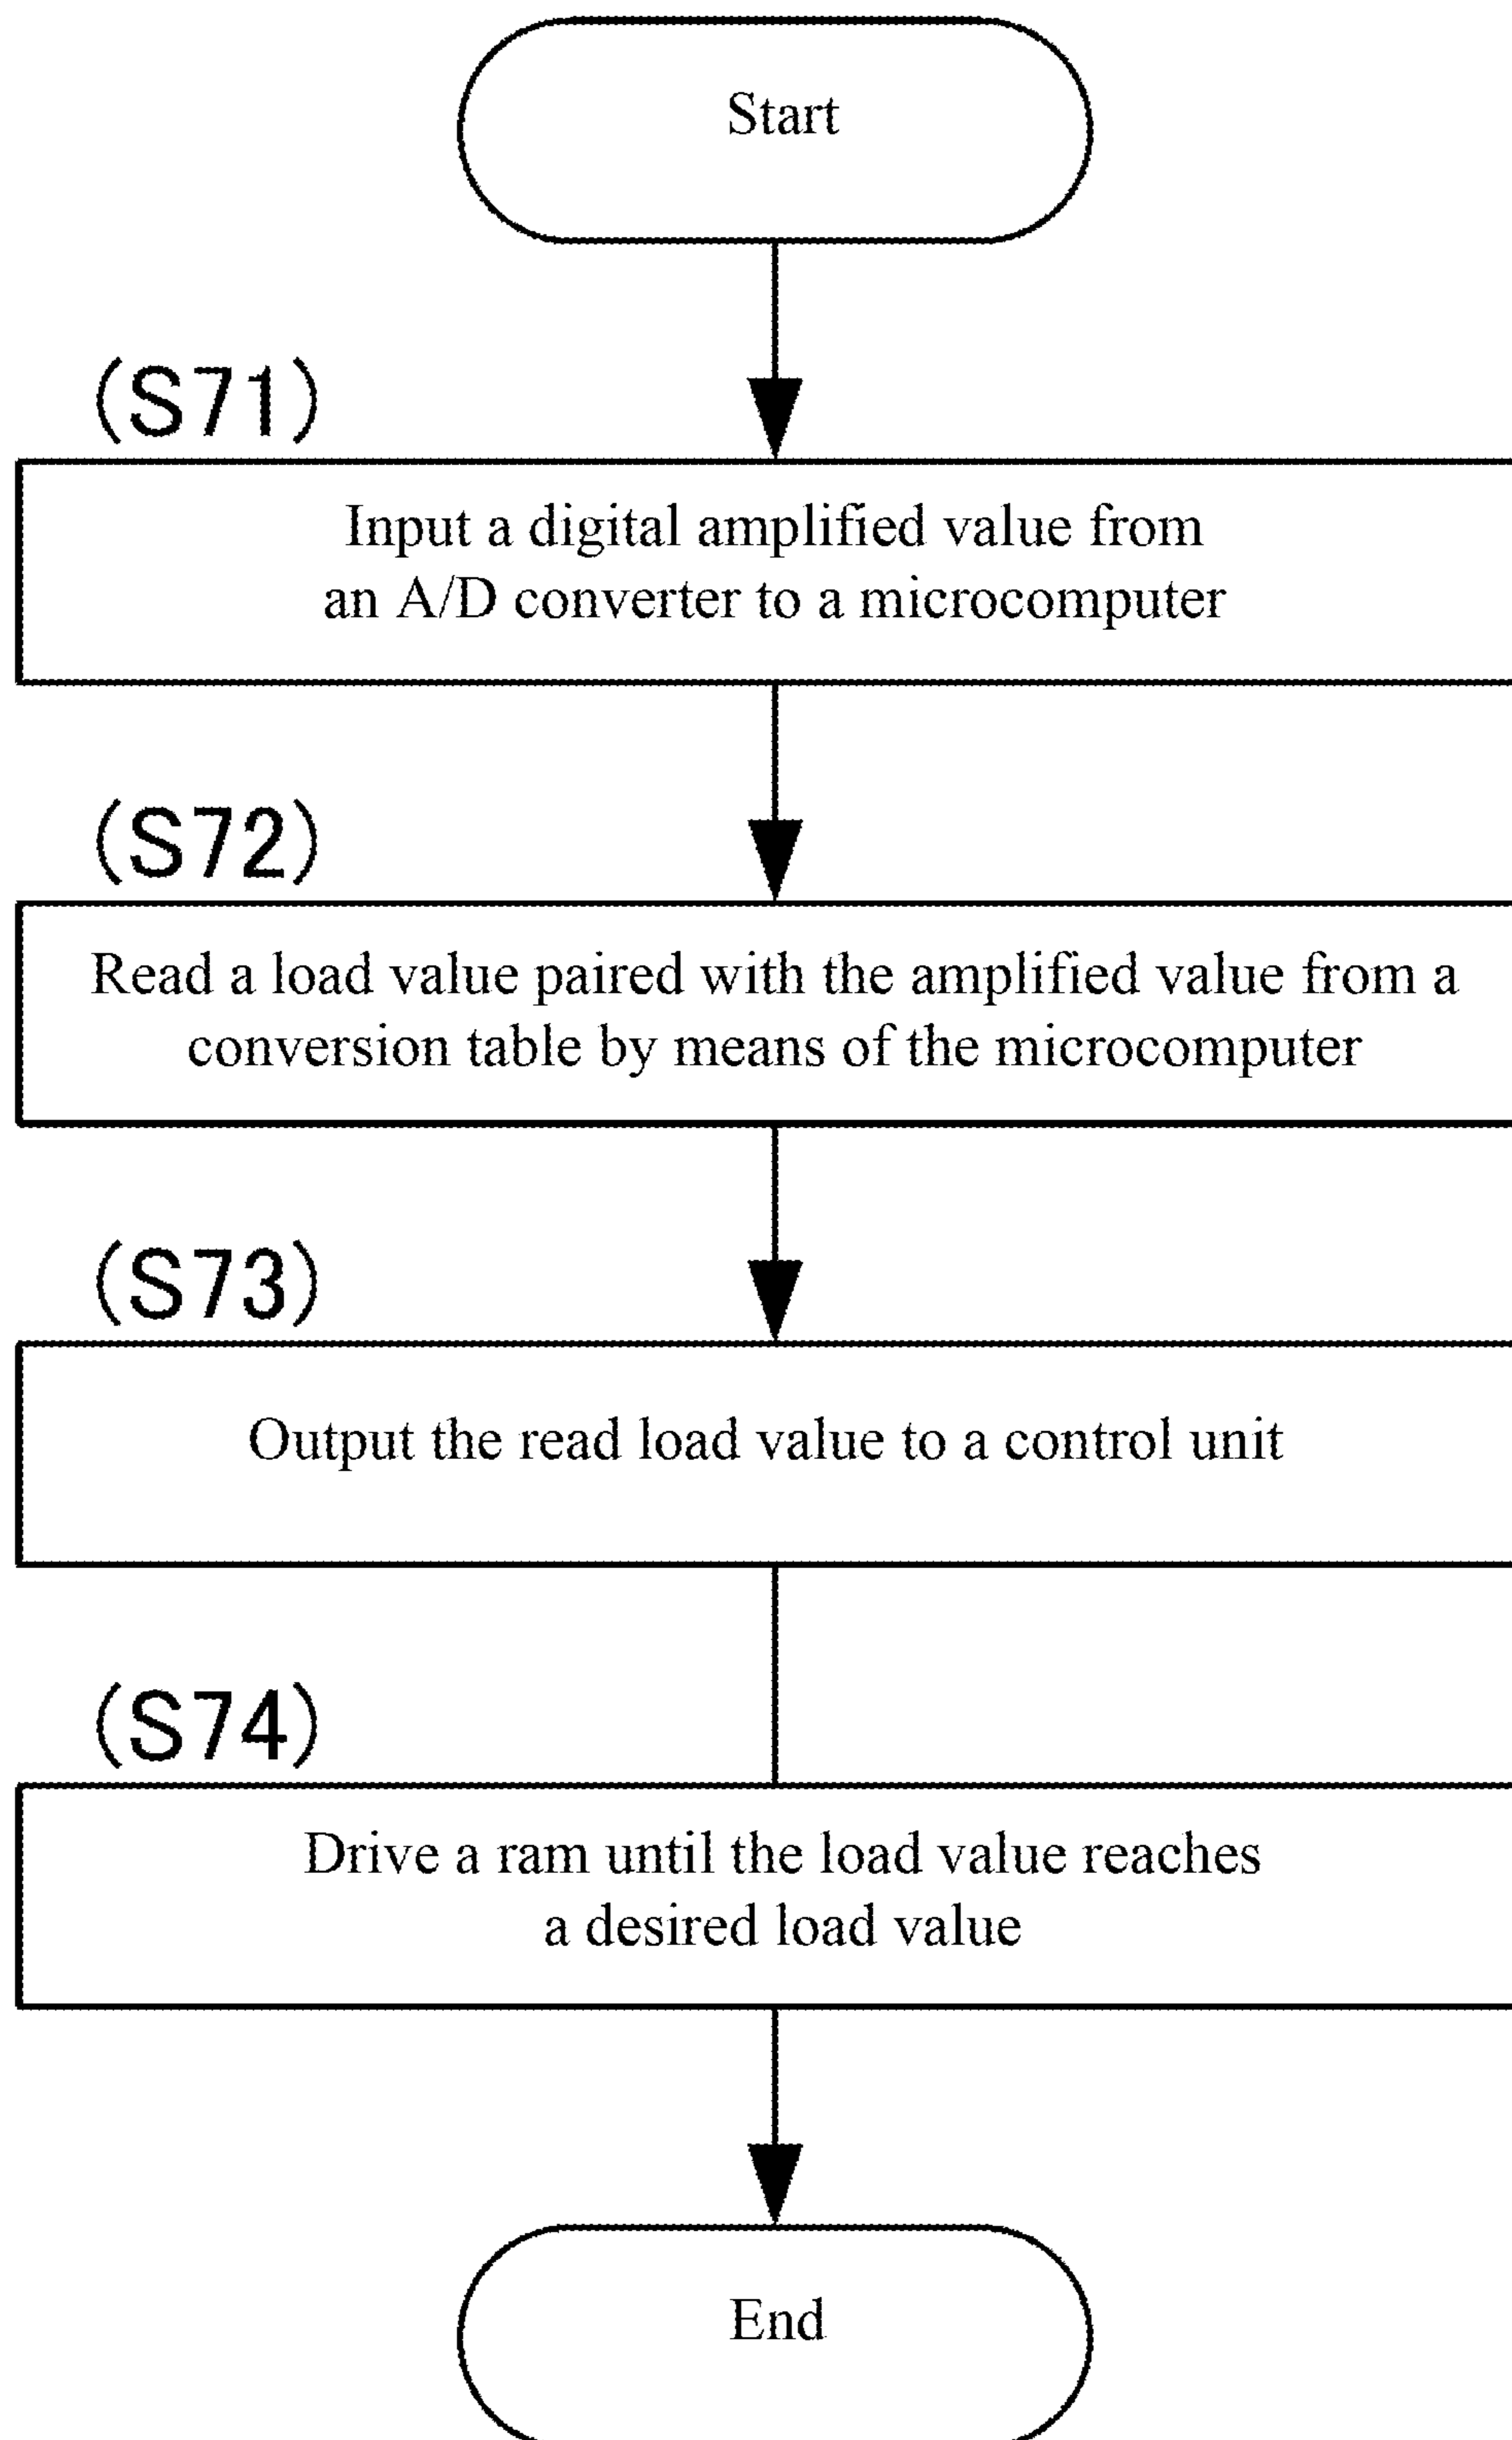 Start
(S71)
Input a digital amplified value from
an A/D converter to a microcomputer
(S72)
Read a load value paired with the amplified value from a
conversion table by means of the microcomputer
(S73)
Output the read load value to a control unit
(S74)
Drive a ram until the load value reaches
a desired load value
End